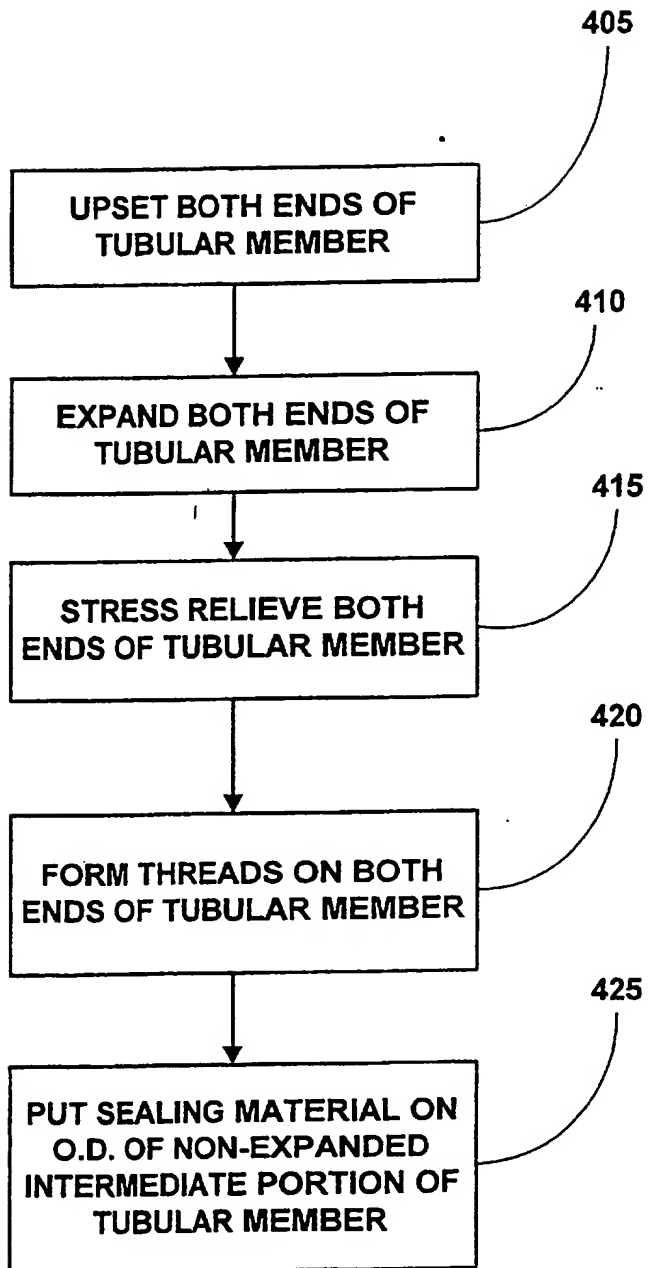 405
UPSET BOTH ENDS OF
TUBULAR MEMBER
410
EXPAND BOTH ENDS OF
TUBULAR MEMBER
415
STRESS RELIEVE BOTH
ENDS OF TUBULAR MEMBER
420
FORM THREADS ON BOTH
ENDS OF TUBULAR MEMBER
425
PUT SEALING MATERIAL ON
O.D. OF NON-EXPANDED
INTERMEDIATE PORTION OF
TUBULAR MEMBER